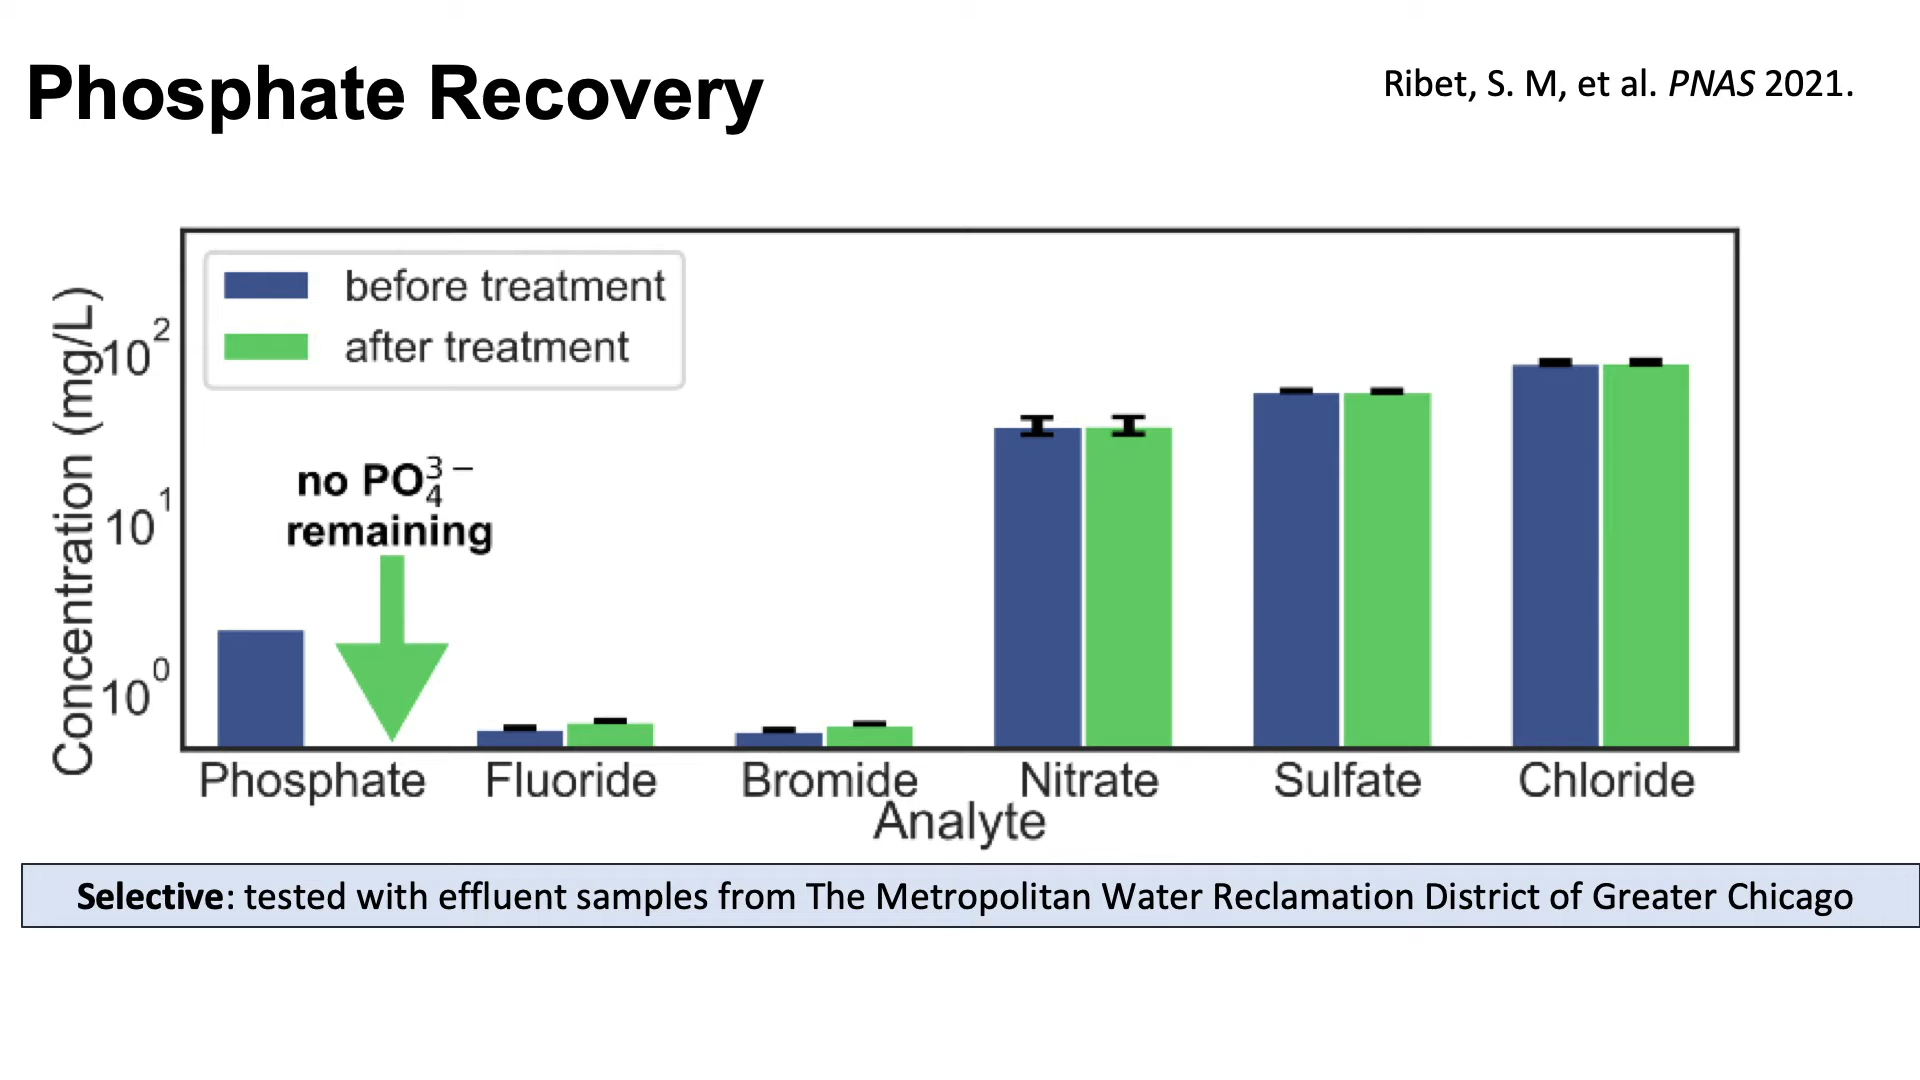 Phosphate Recovery
Ribet, S. M, et al. PNAS 2021.
before treatment
after treatment
Concentration (mg/L)
10²
10¹
10⁰
no PO₄³⁻
remaining
Phosphate Fluoride Bromide Nitrate Sulfate Chloride
Analyte
Selective: tested with effluent samples from The Metropolitan Water Reclamation District of Greater Chicago